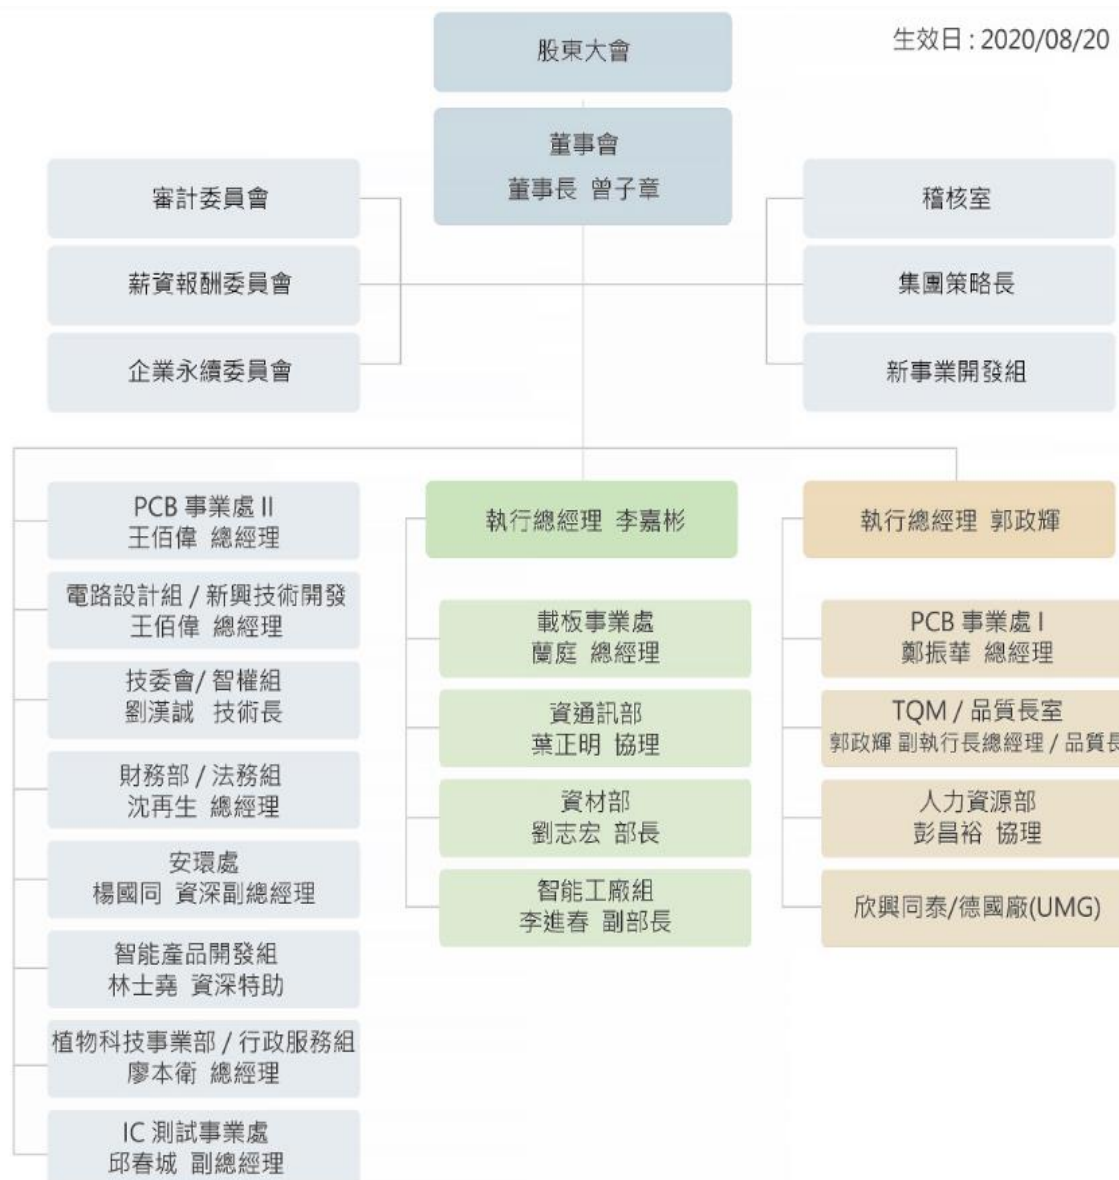 生效日 : 2020/08/20
股東大會
董事會
董事長 曾子章
審計委員會
薪資報酬委員會
企業永續委員會
稽核室
集團策略長
新事業開發組
PCB 事業處 II
王佰偉 總經理
電路設計組 / 新興技術開發
王佰偉 總經理
技委會/ 智權組
劉漢誠 技術長
財務部 / 法務組
沈再生 總經理
安環處
楊國同 資深副總經理
智能產品開發組
林士堯 資深特助
植物科技事業部 / 行政服務組
廖本衛 總經理
IC 測試事業處
邱春城 副總經理
執行總經理 李嘉彬
載板事業處
蘭庭 總經理
資通訊部
葉正明 協理
資材部
劉志宏 部長
智能工廠組
李進春 副部長
執行總經理 郭政輝
PCB 事業處 I
鄭振華 總經理
TQM / 品質長室
郭政輝 副執行長總經理 / 品質長
人力資源部
彭昌裕 協理
欣興同泰/德國廠(UMG)